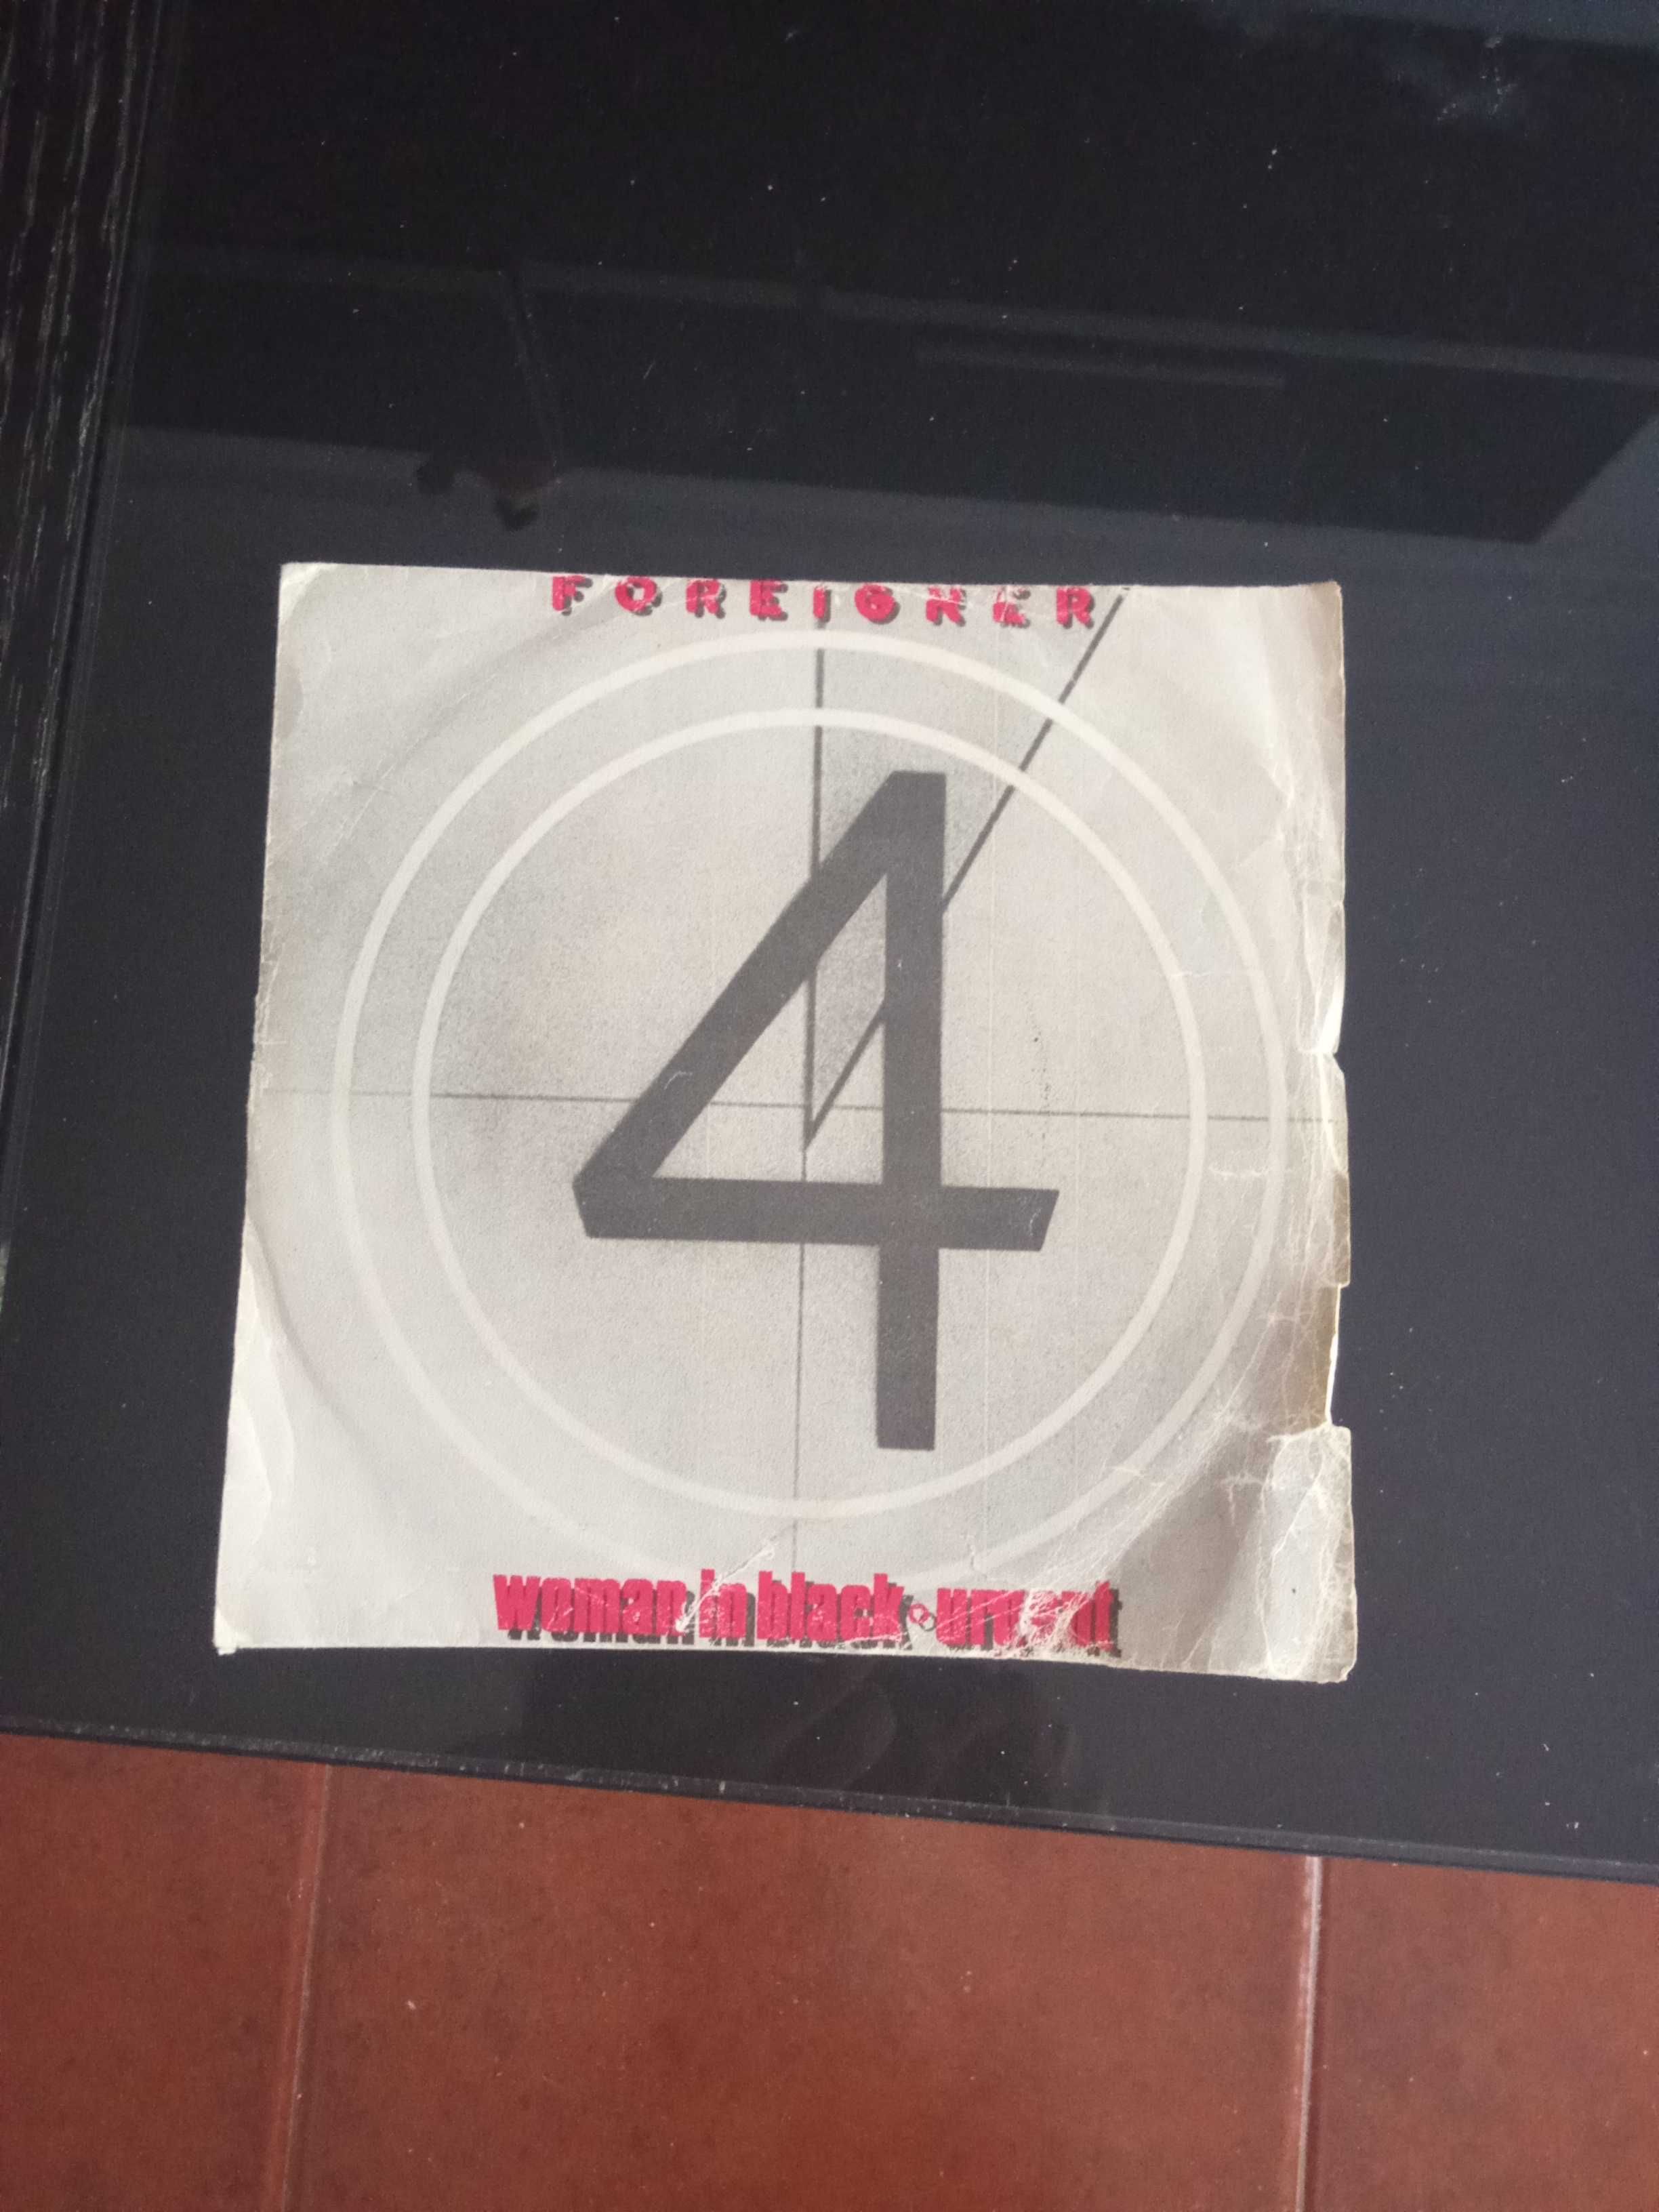 FOREIGNER
4
woman in black urgent